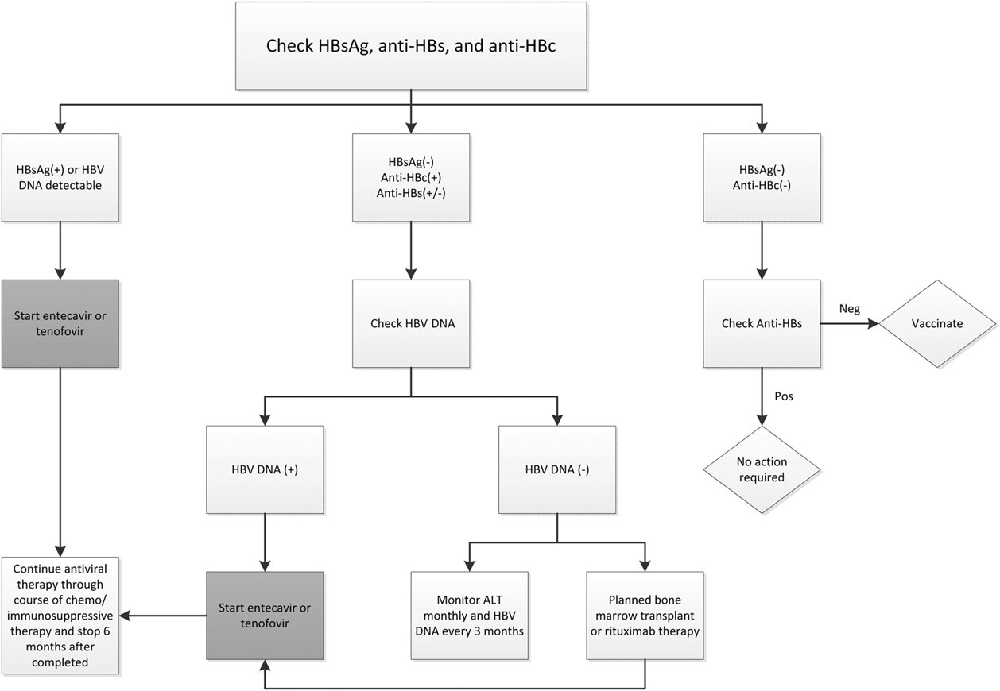 Check HBsAg, anti-HBs, and anti-HBc
HBsAg(+) or HBV
DNA detectable
HBsAg(-)
Anti-HBc(+)
Anti-HBs(+/-)
HBsAg(-)
Anti-HBc(-)
Start entecavir or
tenofovir
Check HBV DNA
Check Anti-HBs
Neg
Vaccinate
Pos
No action
required
HBV DNA (+)
HBV DNA (-)
Continue antiviral
therapy through
course of chemo/
immunosuppressive
therapy and stop 6
months after
completed
Start entecavir or
tenofovir
Monitor ALT
monthly and HBV
DNA every 3 months
Planned bone
marrow transplant
or rituximab therapy